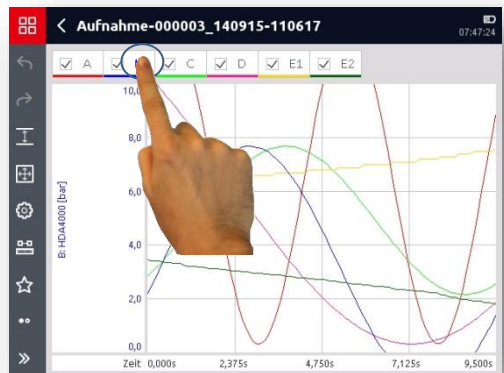 Aufnahme-000003_140915-110617
07:47:24
A C D E1 E2
10,0
8,0
6,0
4,0
2,0
0,0
B: HDA4000 [bar]
Zeit 0,000s 2,375s 4,750s 7,125s 9,500s